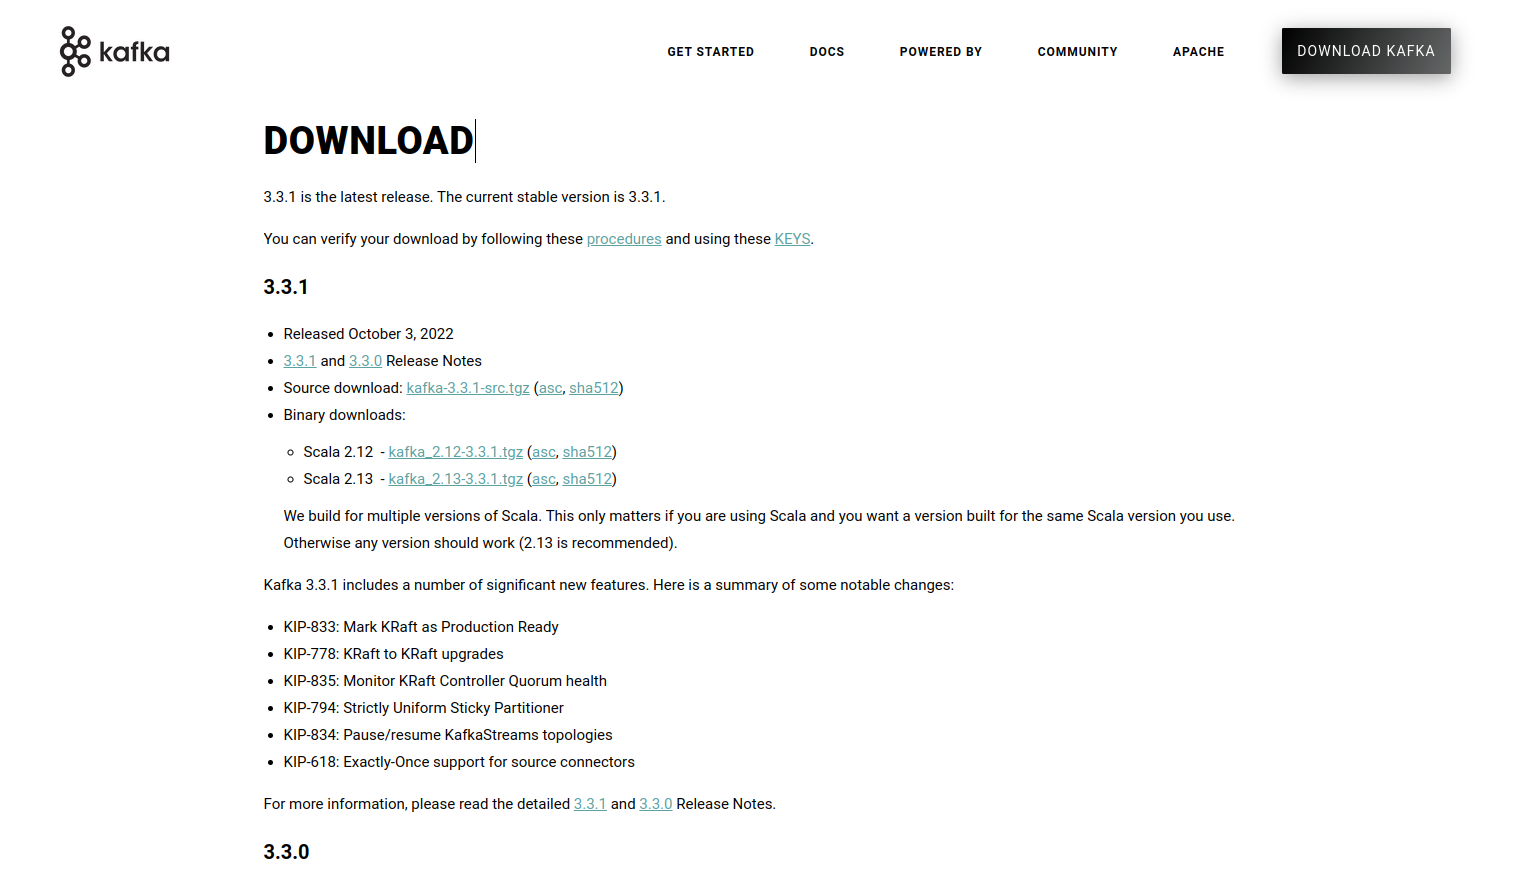 kafka
GET STARTED DOCS POWERED BY COMMUNITY APACHE DOWNLOAD KAFKA
DOWNLOAD
3.3.1 is the latest release. The current stable version is 3.3.1.
You can verify your download by following these procedures and using these KEYS.
3.3.1
Released October 3, 2022
3.3.1 and 3.3.0 Release Notes
Source download: kafka-3.3.1-src.tgz (asc, sha512)
Binary downloads:
Scala 2.12 - kafka_2.12-3.3.1.tgz (asc, sha512)
Scala 2.13 - kafka_2.13-3.3.1.tgz (asc, sha512)
We build for multiple versions of Scala. This only matters if you are using Scala and you want a version built for the same Scala version you use.
Otherwise any version should work (2.13 is recommended).
Kafka 3.3.1 includes a number of significant new features. Here is a summary of some notable changes:
KIP-833: Mark KRaft as Production Ready
KIP-778: KRaft to KRaft upgrades
KIP-835: Monitor KRaft Controller Quorum health
KIP-794: Strictly Uniform Sticky Partitioner
KIP-834: Pause/resume KafkaStreams topologies
KIP-618: Exactly-Once support for source connectors
For more information, please read the detailed 3.3.1 and 3.3.0 Release Notes.
3.3.0